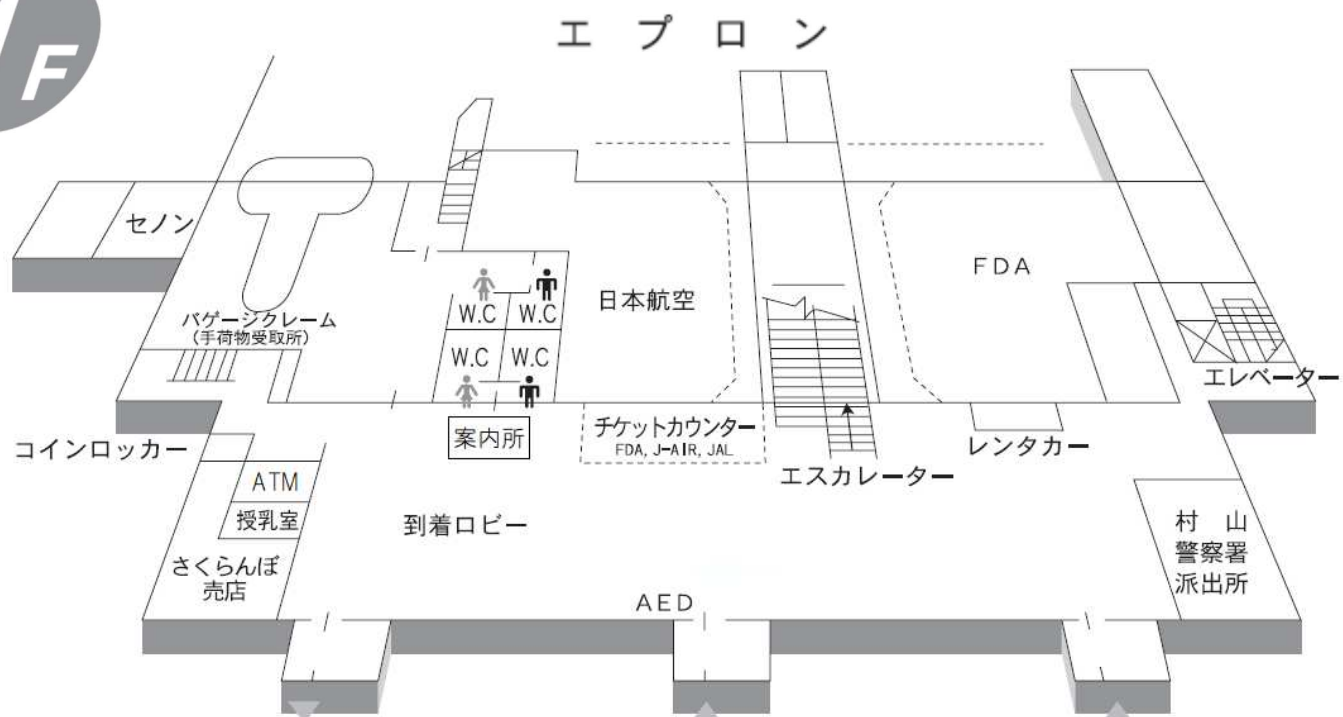 エプロン
F
セノン
バゲージクレーム
(手荷物受取所)
W.C W.C
W.C W.C
日本航空
FDA
エレベーター
コインロッカー
案内所
チケットカウンター
FDA, J-AIR, JAL
エスカレーター
レンタカー
ATM
授乳室
さくらんぼ
売店
到着ロビー
AED
村山
警察署
派出所